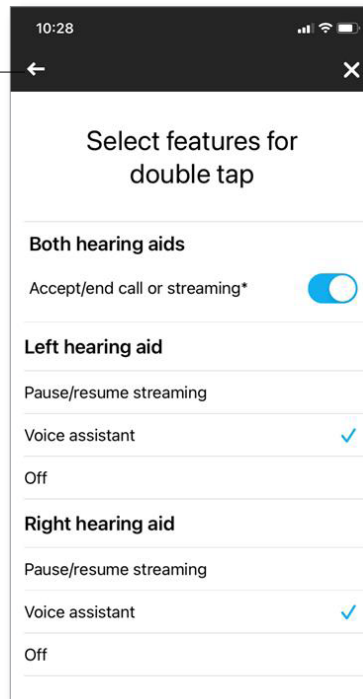 10:28
Select features for
double tap
Both hearing aids
Accept/end call or streaming*
Left hearing aid
Pause/resume streaming
Voice assistant
Off
Right hearing aid
Pause/resume streaming
Voice assistant
Off